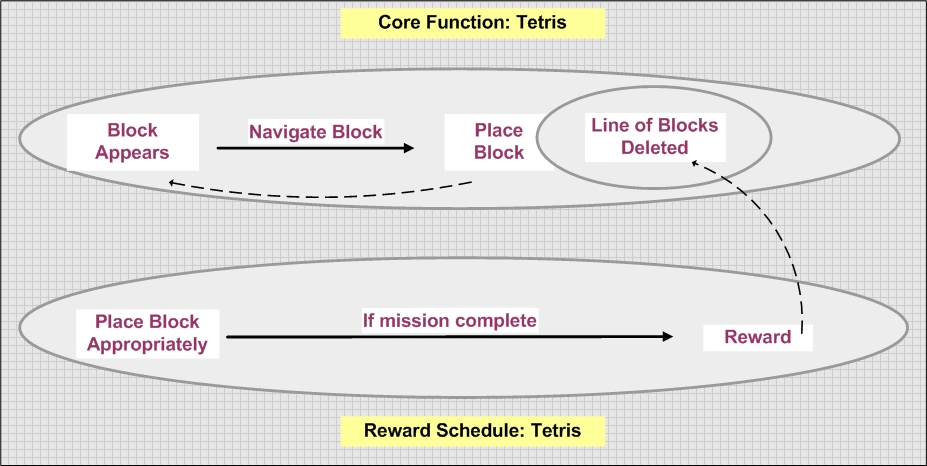 Core Function: Tetris
Block
Appears
Navigate Block
Place
Block
Line of Blocks
Deleted
Place Block
Appropriately
If mission complete
Reward
Reward Schedule: Tetris